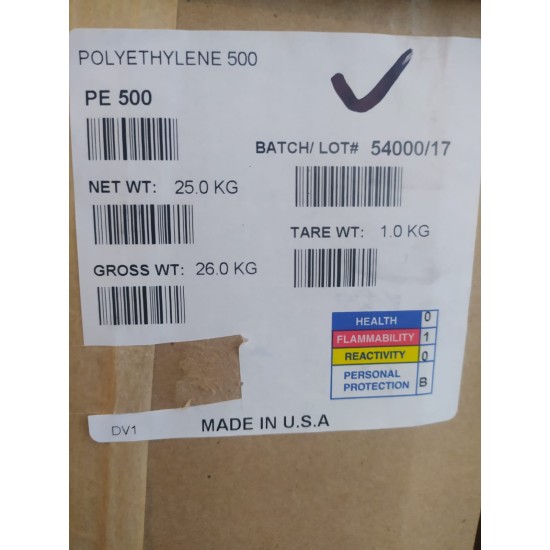 POLYETHYLENE 500
PE 500
BATCH/ LOT# 54000/17
NET WT: 25.0 KG
TARE WT: 1.0 KG
GROSS WT: 26.0 KG
HEALTH 0
FLAMMABILITY 1
REACTIVITY 0
PERSONAL
PROTECTION B
DV1
MADE IN U.S.A